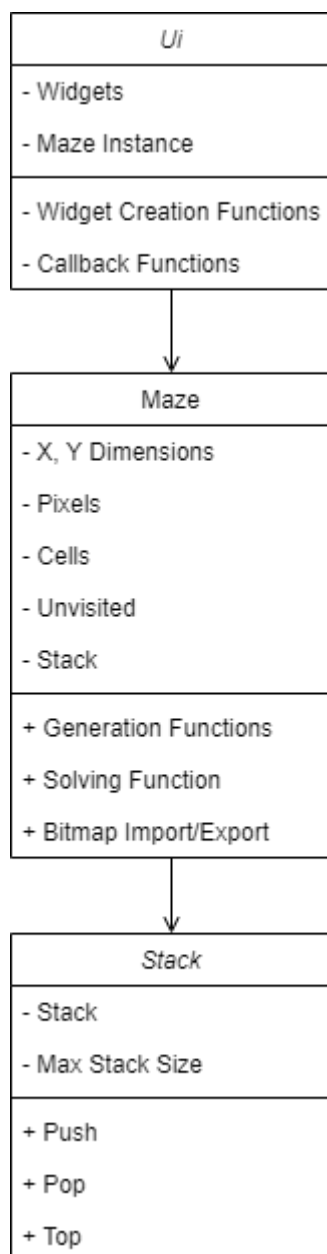 Ui
- Widgets
- Maze Instance
- Widget Creation Functions
- Callback Functions
Maze
- X, Y Dimensions
- Pixels
- Cells
- Unvisited
- Stack
+ Generation Functions
+ Solving Function
+ Bitmap Import/Export
Stack
- Stack
- Max Stack Size
+ Push
+ Pop
+ Top